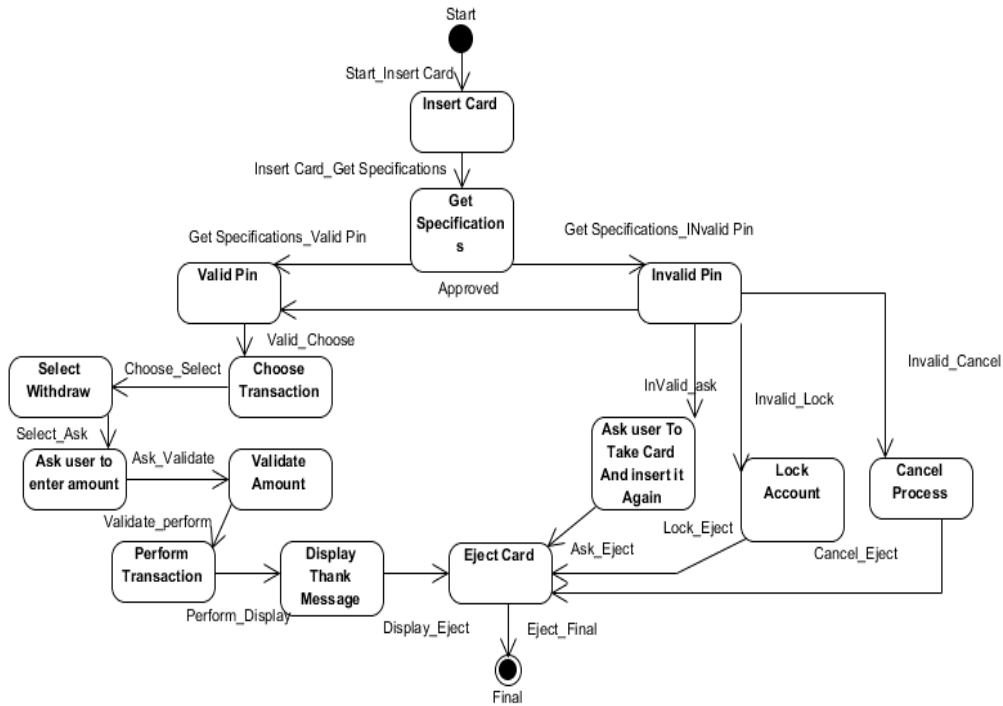 Start
Start_Insert Card
Insert Card
Insert Card_Get Specifications
Get
Specification
s
Get Specifications_Valid Pin
Get Specifications_INvalid Pin
Valid Pin
Approved
Invalid Pin
Valid_Choose
Select
Withdraw
Choose_Select
Choose
Transaction
InValid_ask
Invalid_Lock
Invalid_Cancel
Select_Ask
Ask user to
enter amount
Ask_Validate
Validate
Amount
Ask user To
Take Card
And insert it
Again
Lock
Account
Cancel
Process
Validate_perform
Perform
Transaction
Display
Thank
Message
Eject Card
Ask_Eject
Lock_Eject
Cancel_Eject
Perform_Display
Display_Eject
Eject_Final
Final